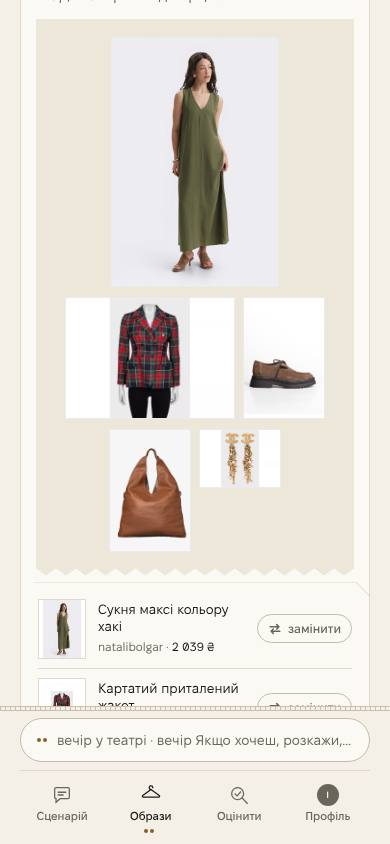 Сукня максі кольору
хакі
natalibolgar · 2 039 ₴
замінити
Картатий приталений
жакет
замінити
вечір у театрі · вечір Якщо хочеш, розкажи,...
Сценарій
Образи
Оцінити
І
Профіль